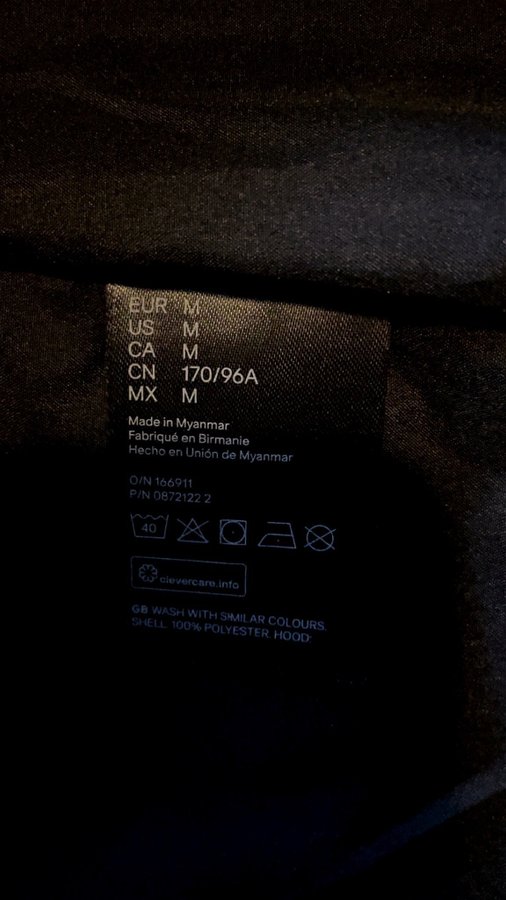 EUR M
US M
CA M
CN 170/96A
MX M
Made in Myanmar
Fabriqué en Birmanie
Hecho en Unión de Myanmar
O/N 166911
P/N 0872122 2
40
clevercare.info
GB WASH WITH SIMILAR COLOURS.
SHELL. 100% POLYESTER. HOOD: